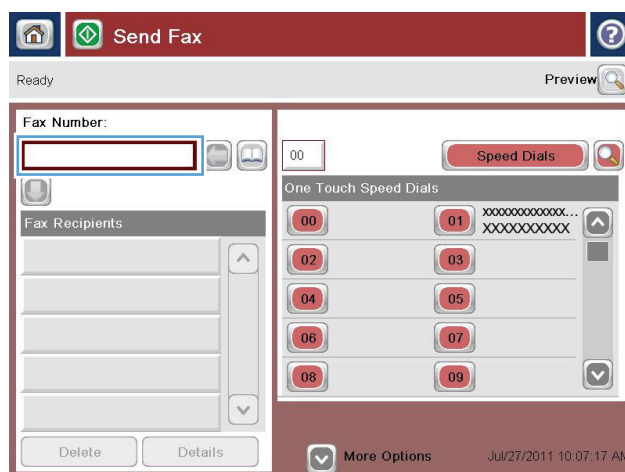 Send Fax
Ready
Preview
Fax Number:
00
Speed Dials
One Touch Speed Dials
Fax Recipients
00
01 XXXXXXXXXXXXX...
XXXXXXXXXX
02
03
04
05
06
07
08
09
Delete
Details
More Options
Jul/27/2011 10:07:17 AM